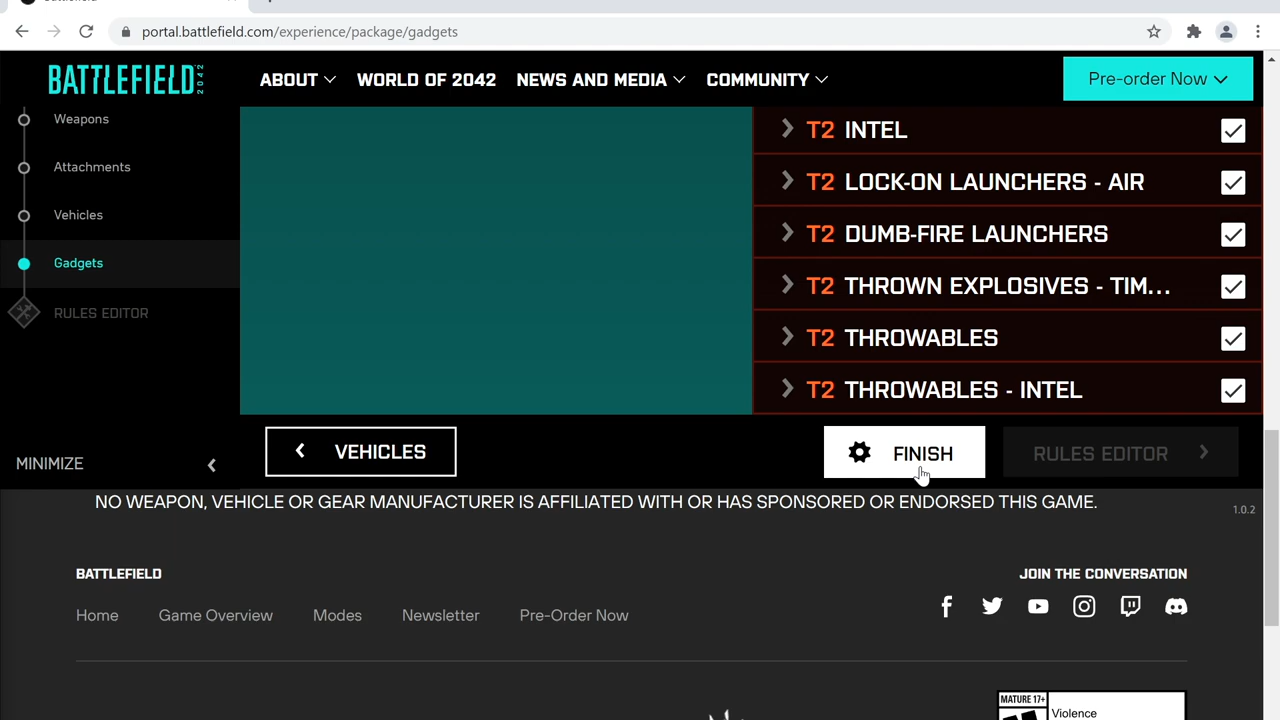 portal.battlefield.com/experience/package/gadgets
BATTLEFIELD 2042
ABOUT
WORLD OF 2042
NEWS AND MEDIA
COMMUNITY
Pre-order Now
Weapons
Attachments
Vehicles
Gadgets
RULES EDITOR
T2 INTEL
T2 LOCK-ON LAUNCHERS - AIR
T2 DUMB-FIRE LAUNCHERS
T2 THROWN EXPLOSIVES - TIM...
T2 THROWABLES
T2 THROWABLES - INTEL
MINIMIZE
VEHICLES
FINISH
RULES EDITOR
NO WEAPON, VEHICLE OR GEAR MANUFACTURER IS AFFILIATED WITH OR HAS SPONSORED OR ENDORSED THIS GAME.
1.0.2
BATTLEFIELD
JOIN THE CONVERSATION
Home
Game Overview
Modes
Newsletter
Pre-Order Now
MATURE 17+
Violence